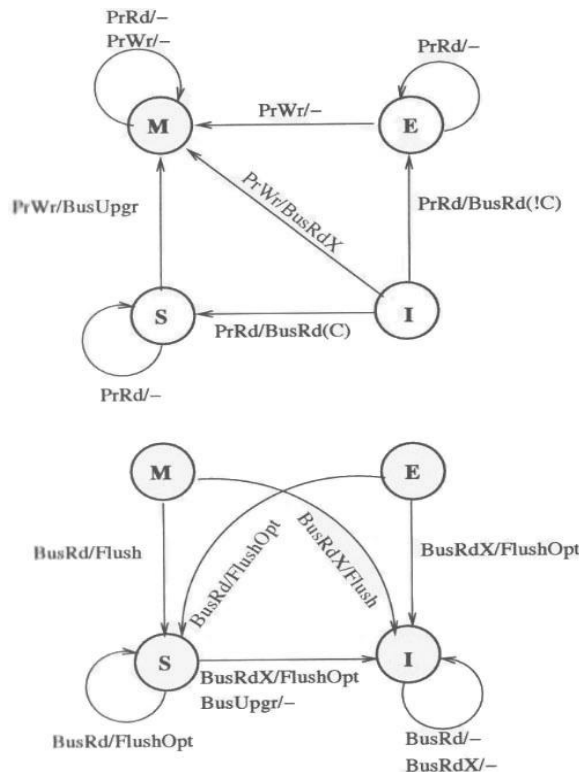 PrRd/–
PrWr/–
PrRd/–
M
PrWr/–
E
PrWr/BusUpgr
PrWr/BusRdX
PrRd/BusRd(!C)
S
PrRd/BusRd(C)
I
PrRd/–
M
E
BusRd/Flush
BusRd/FlushOpt
BusRdX/Flush
BusRdX/FlushOpt
S
BusRdX/FlushOpt
BusUpgr/–
I
BusRd/FlushOpt
BusRd/–
BusRdX/–